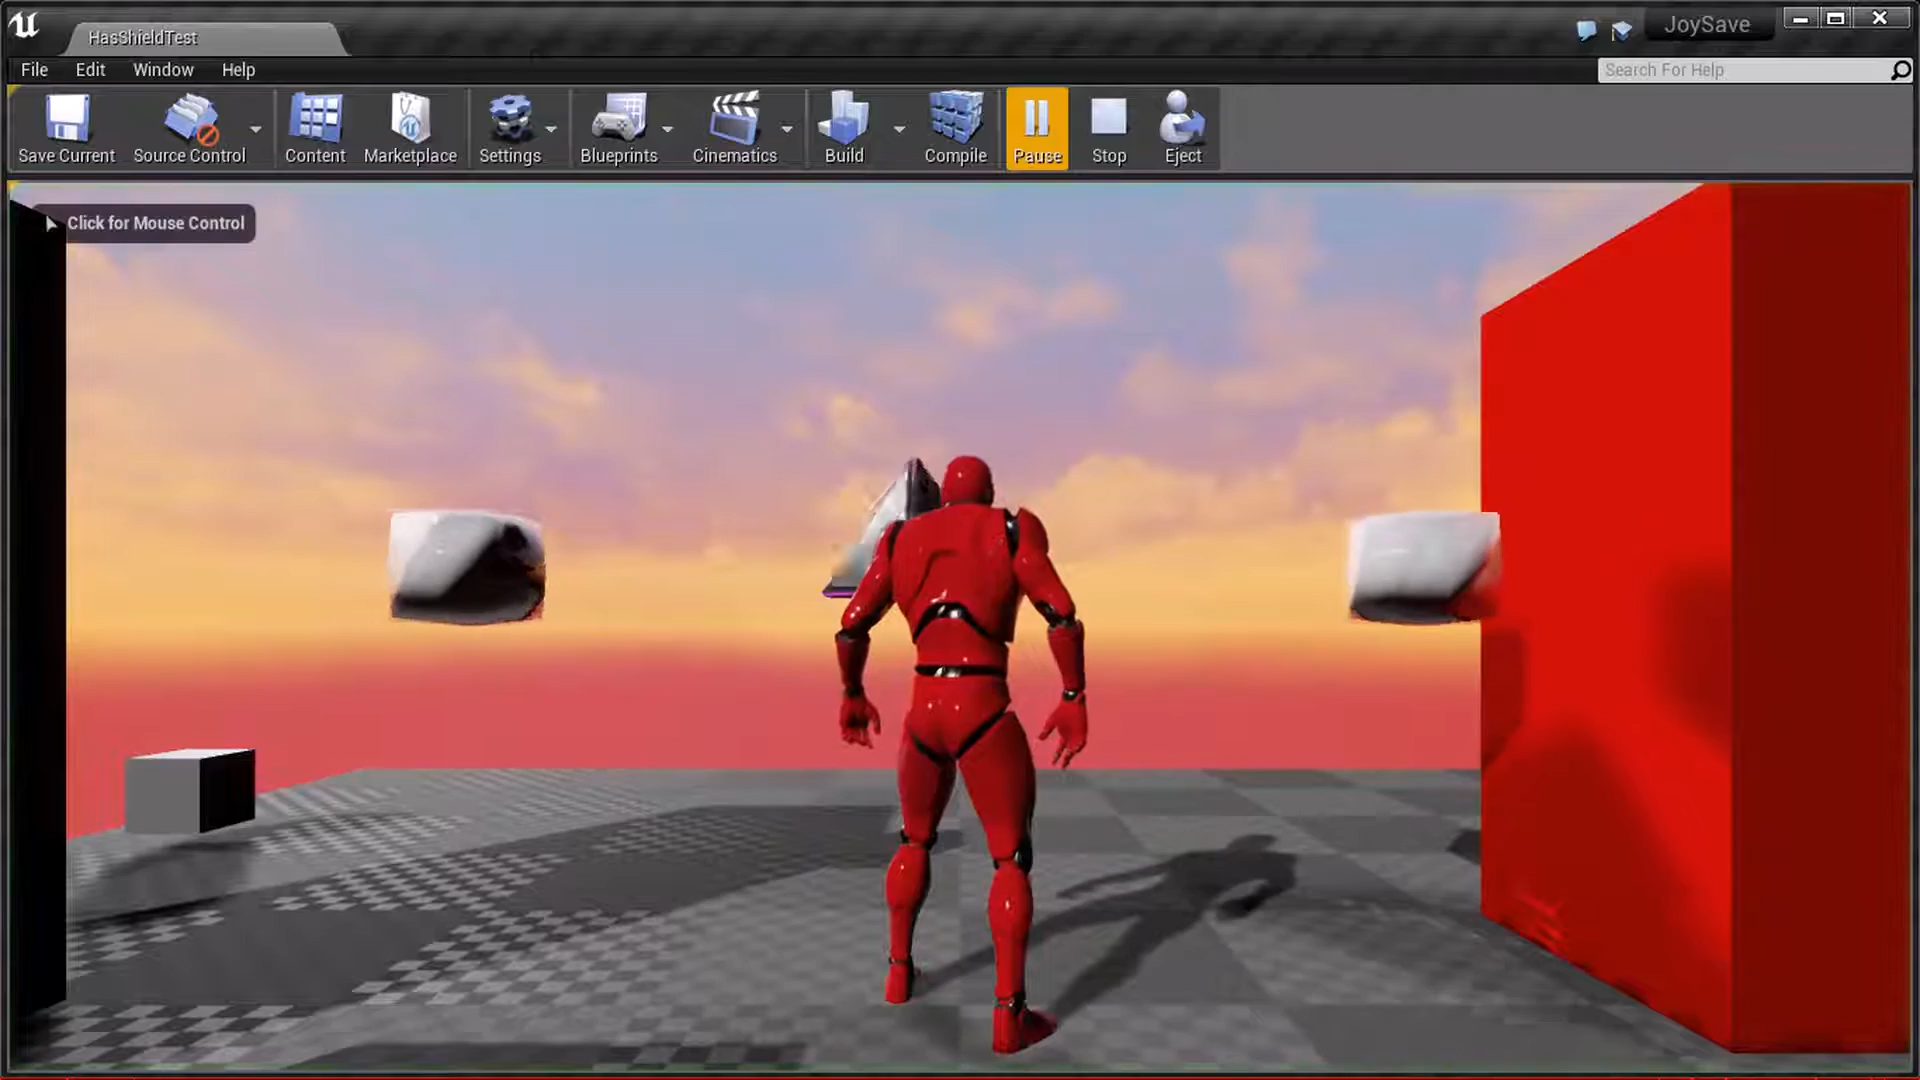 HasShieldTest
JoySave
File Edit Window Help
Search For Help
Save Current Source Control Content Marketplace Settings Blueprints Cinematics Build Compile Pause Stop Eject
Click for Mouse Control